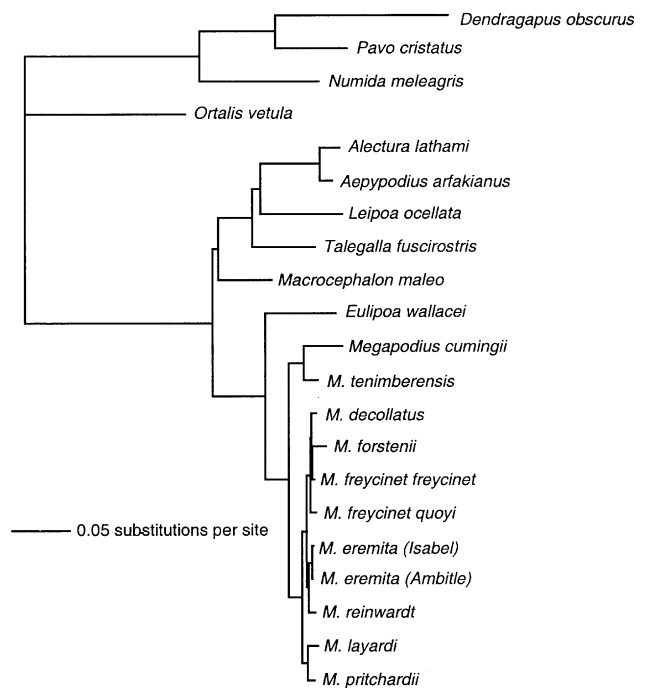 Dendragapus obscurus
Pavo cristatus
Numida meleagris
Ortalis vetula
Alectura lathami
Aepypodius arfakianus
Leipoa ocellata
Talegalla fuscirostris
Macrocephalon maleo
Eulipoa wallacei
Megapodius cumingii
M. tenimberensis
M. decollatus
M. forstenii
M. freycinet freycinet
M. freycinet quoyi
0.05 substitutions per site
M. eremita (Isabel)
M. eremita (Ambitle)
M. reinwardt
M. layardi
M. pritchardii